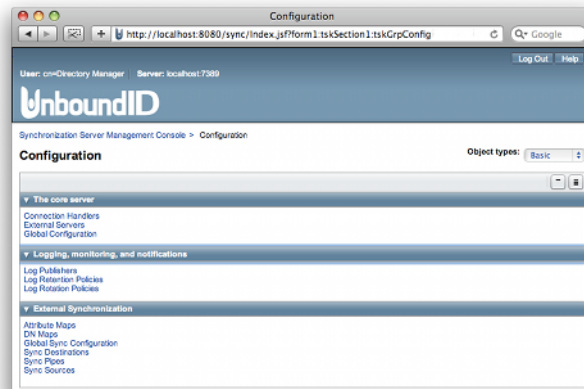 Configuration
http://localhost:8080/sync/Index.jsf?form1:tskSection1:tskGrpConfig
Google
Log Out Help
User: cn=Directory Manager Server: localhost:7389
UnboundID
Synchronization Server Management Console > Configuration
Configuration
Object types: Basic
The core server
Connection Handlers
External Servers
Global Configuration
Logging, monitoring, and notifications
Log Publishers
Log Retention Policies
Log Rotation Policies
External Synchronization
Attribute Maps
DN Maps
Global Sync Configuration
Sync Destinations
Sync Pipes
Sync Sources